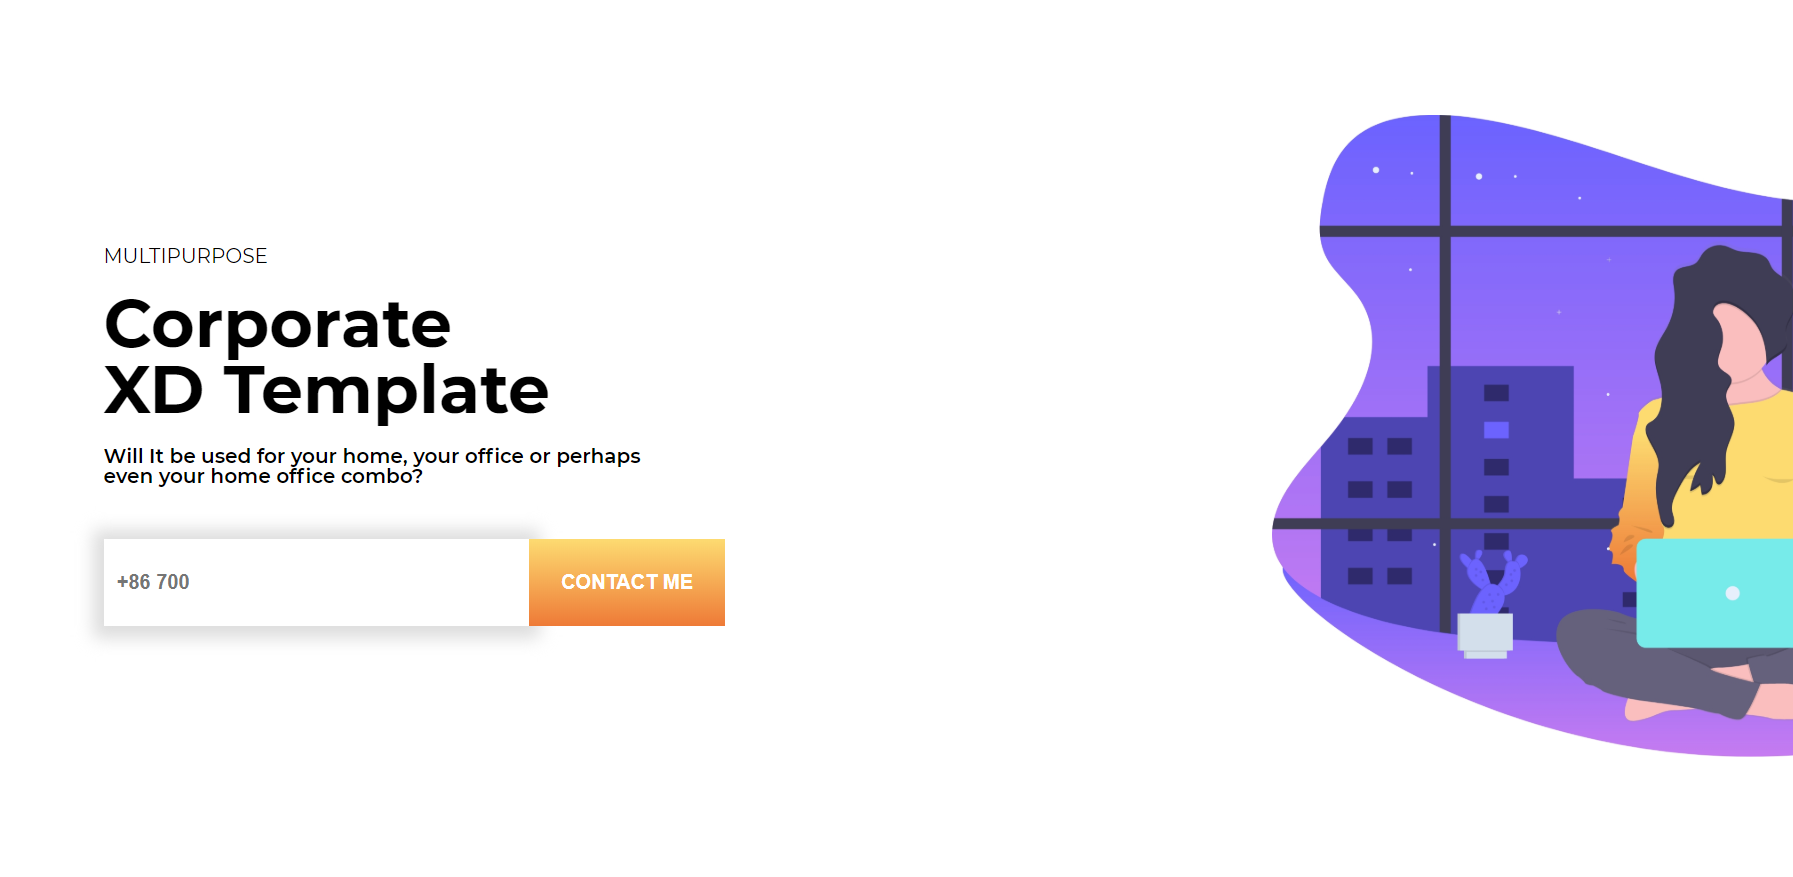 MULTIPURPOSE
Corporate
XD Template
Will It be used for your home, your office or perhaps
even your home office combo?
+86 700
CONTACT ME